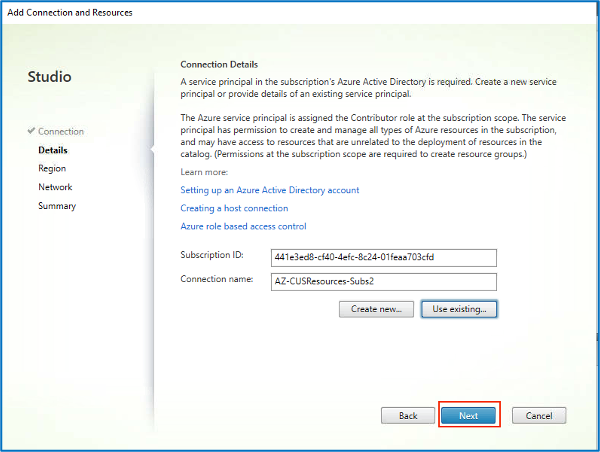 Add Connection and Resources
Studio
Connection
Details
Region
Network
Summary
Connection Details
A service principal in the subscription's Azure Active Directory is required. Create a new service
principal or provide details of an existing service principal.
The Azure service principal is assigned the Contributor role at the subscription scope. The service
principal has permission to create and manage all types of Azure resources in the subscription,
and may have access to resources that are unrelated to the deployment of resources in the
catalog. (Permissions at the subscription scope are required to create resource groups.)
Learn more:
Setting up an Azure Active Directory account
Creating a host connection
Azure role based access control
Subscription ID: 441e3ed8-cf40-4efc-8c24-01feaa703cfd
Connection name: AZ-CUSResources-Subs2
Create new... Use existing...
Back Next Cancel